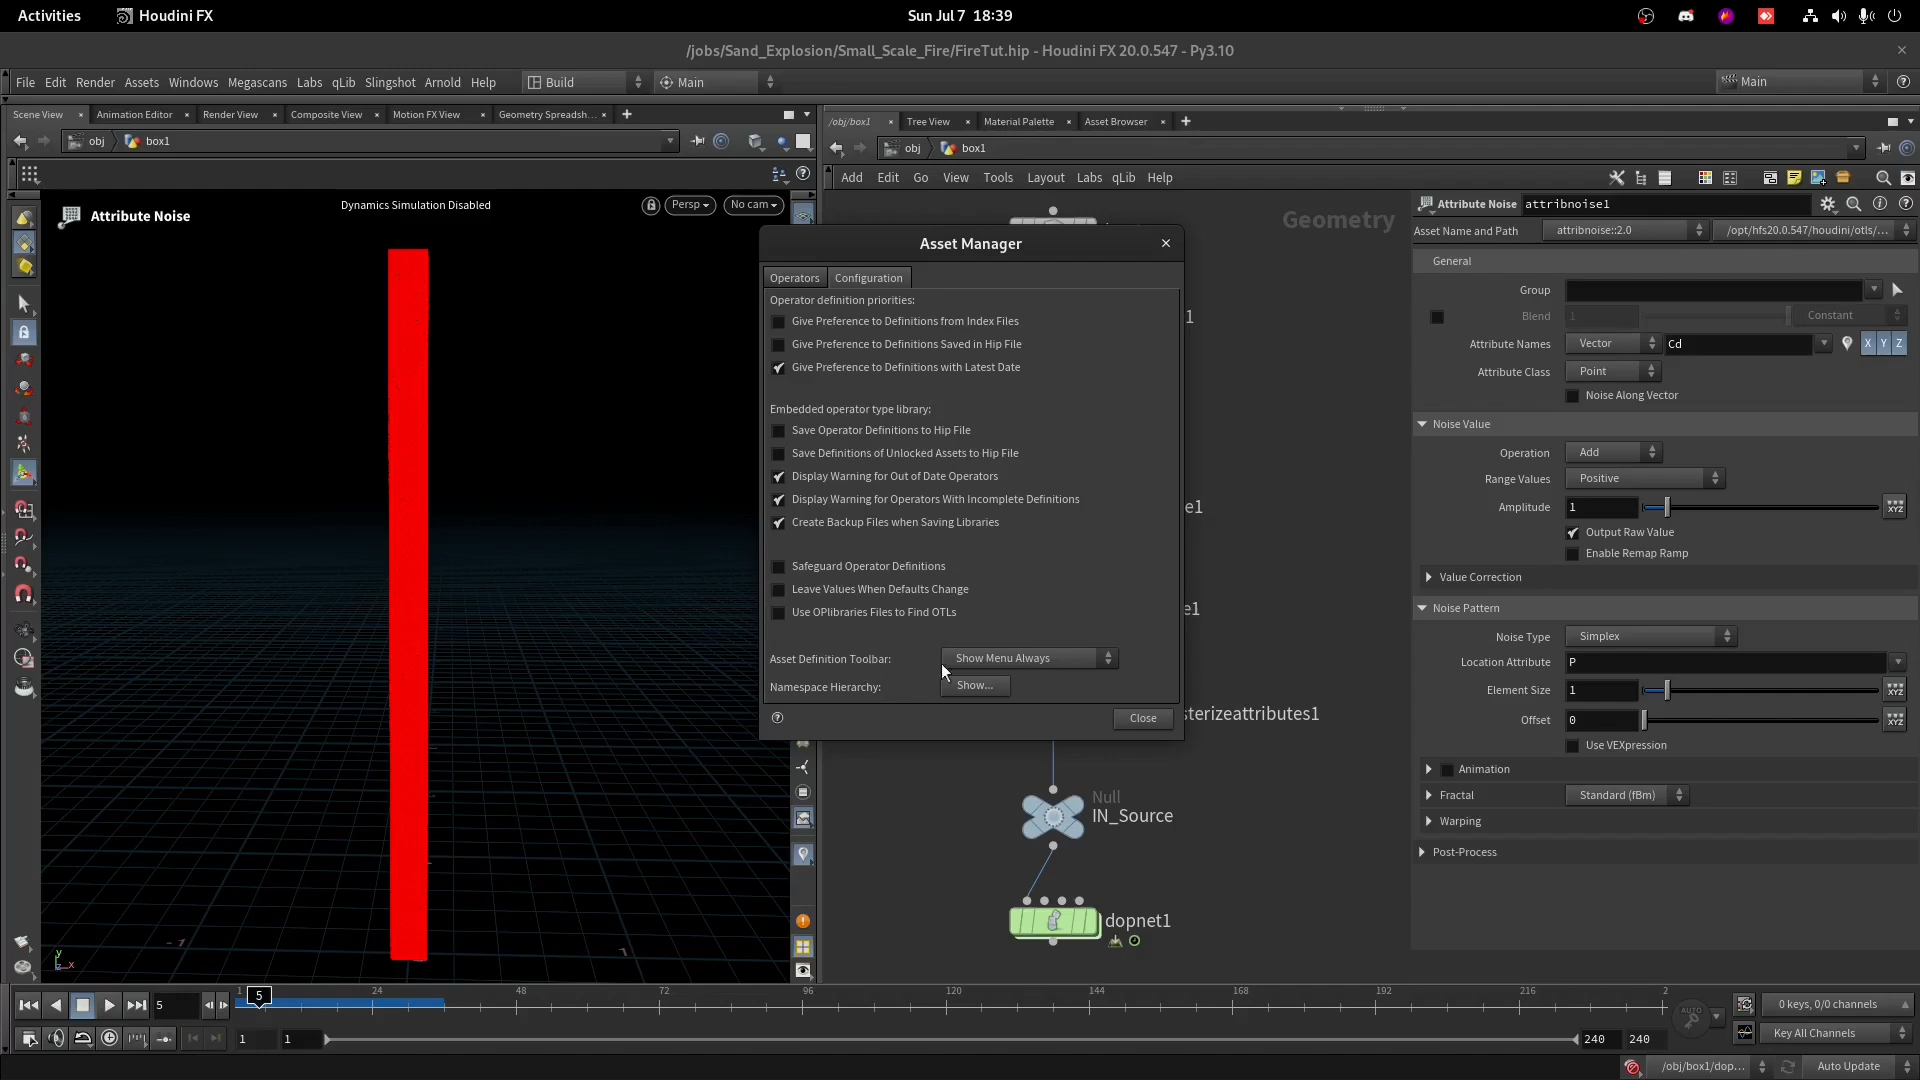 Activities
Houdini FX
Sun Jul 7 18:39
/jobs/Sand_Explosion/Small_Scale_Fire/FireTut.hip - Houdini FX 20.0.547 - Py3.10
File Edit Render Assets Windows Megascans Labs qLib Slingshot Arnold Help
Build
Main
Main
Scene View
Animation Editor
Render View
Composite View
Motion FX View
Geometry Spreadsh...
/obj/box1
Tree View
Material Palette
Asset Browser
obj
box1
obj
box1
Add Edit Go View Tools Layout Labs qLib Help
Attribute Noise
Dynamics Simulation Disabled
Persp
No cam
Geometry
1
e1
e1
sterizeattributes1
Null
IN_Source
dopnet1
Asset Manager
Operators
Configuration
Operator definition priorities:
Give Preference to Definitions from Index Files
Give Preference to Definitions Saved in Hip File
Give Preference to Definitions with Latest Date
Embedded operator type library:
Save Operator Definitions to Hip File
Save Definitions of Unlocked Assets to Hip File
Display Warning for Out of Date Operators
Display Warning for Operators With Incomplete Definitions
Create Backup Files when Saving Libraries
Safeguard Operator Definitions
Leave Values When Defaults Change
Use OPlibraries Files to Find OTLs
Asset Definition Toolbar:
Show Menu Always
Namespace Hierarchy:
Show...
Close
Attribute Noise
attribnoise1
Asset Name and Path
attribnoise::2.0
/opt/hfs20.0.547/houdini/otls/...
General
Group
Blend
1
Constant
Attribute Names
Vector
Cd
X Y Z
Attribute Class
Point
Noise Along Vector
Noise Value
Operation
Add
Range Values
Positive
Amplitude
1
XYZ
Output Raw Value
Enable Remap Ramp
Value Correction
Noise Pattern
Noise Type
Simplex
Location Attribute
P
Element Size
1
XYZ
Offset
0
XYZ
Use VEXpression
Animation
Fractal
Standard (fBm)
Warping
Post-Process
y
z
x
-1
5
1
5
24
48
72
96
120
144
168
192
216
2
AUTO
0 keys, 0/0 channels
1
1
240
240
Key All Channels
/obj/box1/dop...
Auto Update